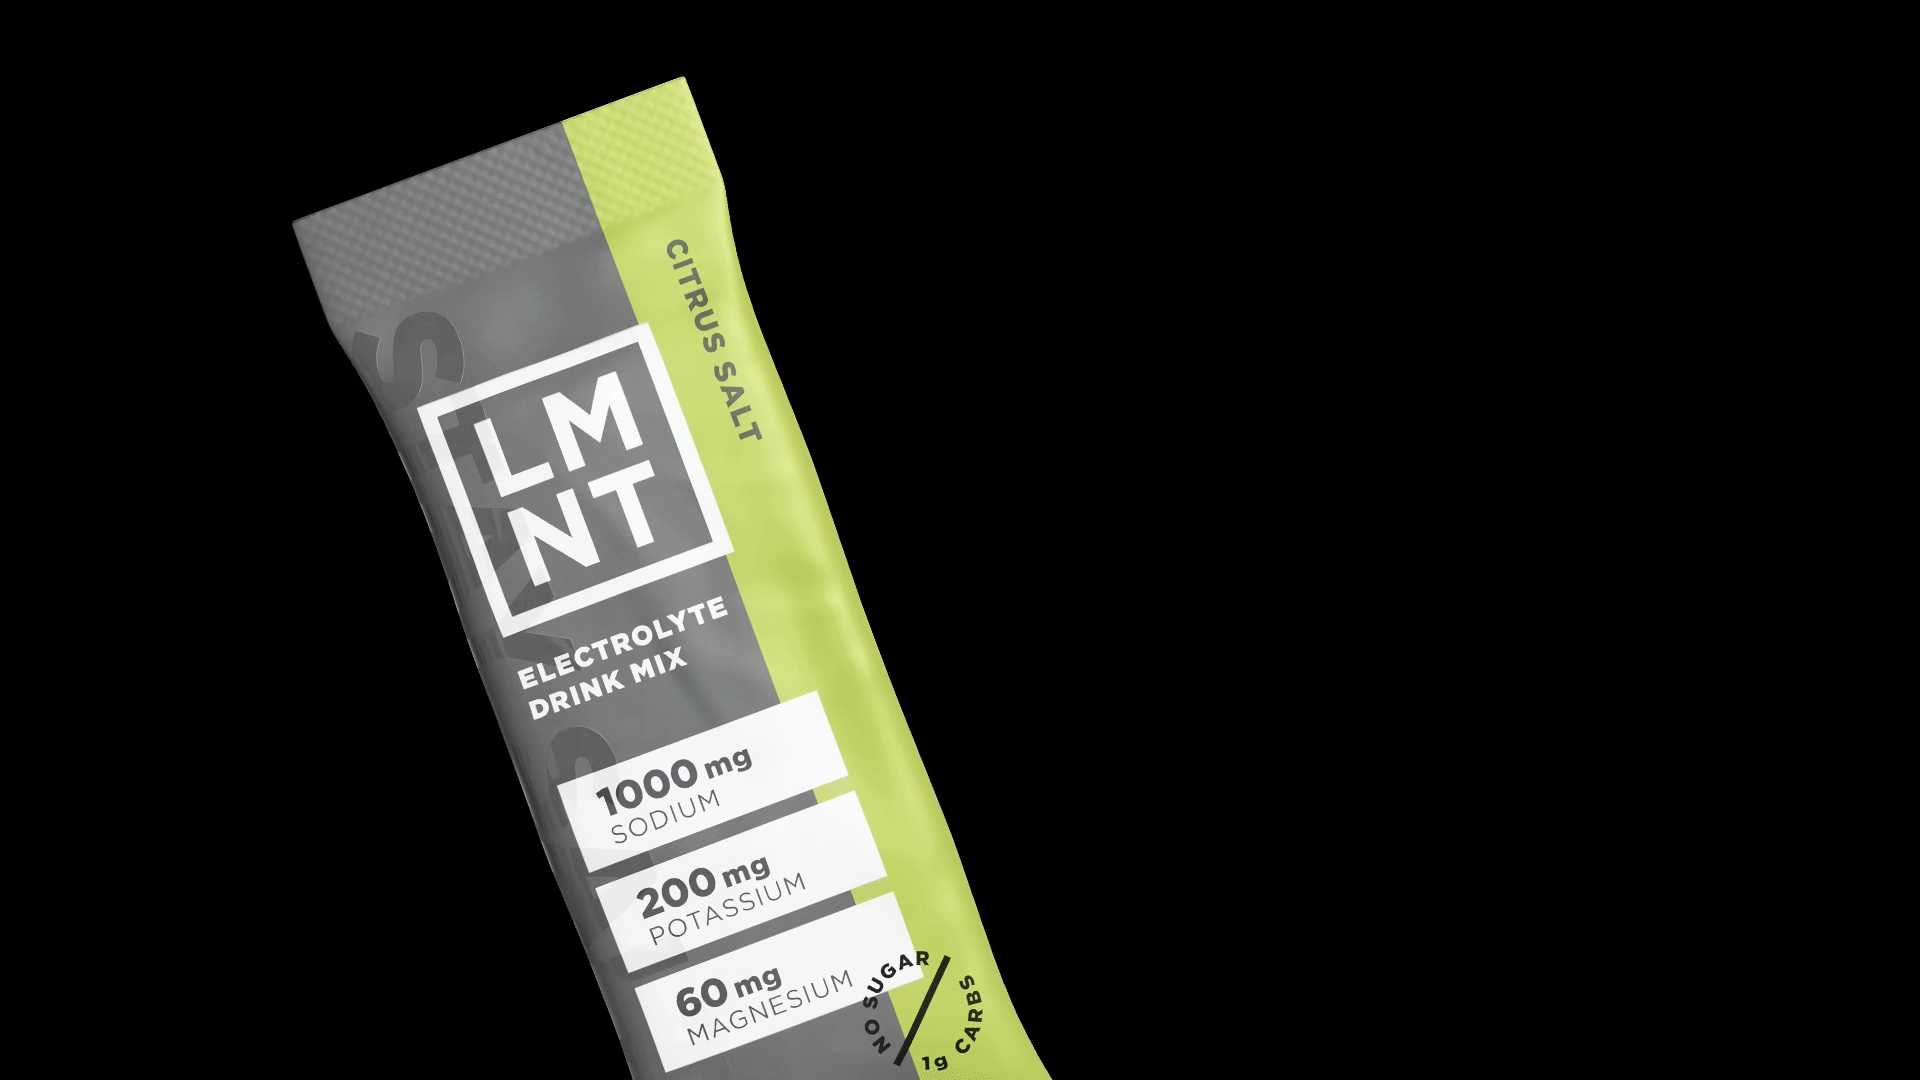 CITRUS SALT
LM
NT
ELECTROLYTE
DRINK MIX
1000 mg
SODIUM
200 mg
POTASSIUM
60 mg
MAGNESIUM
NO SUGAR
1g CARBS